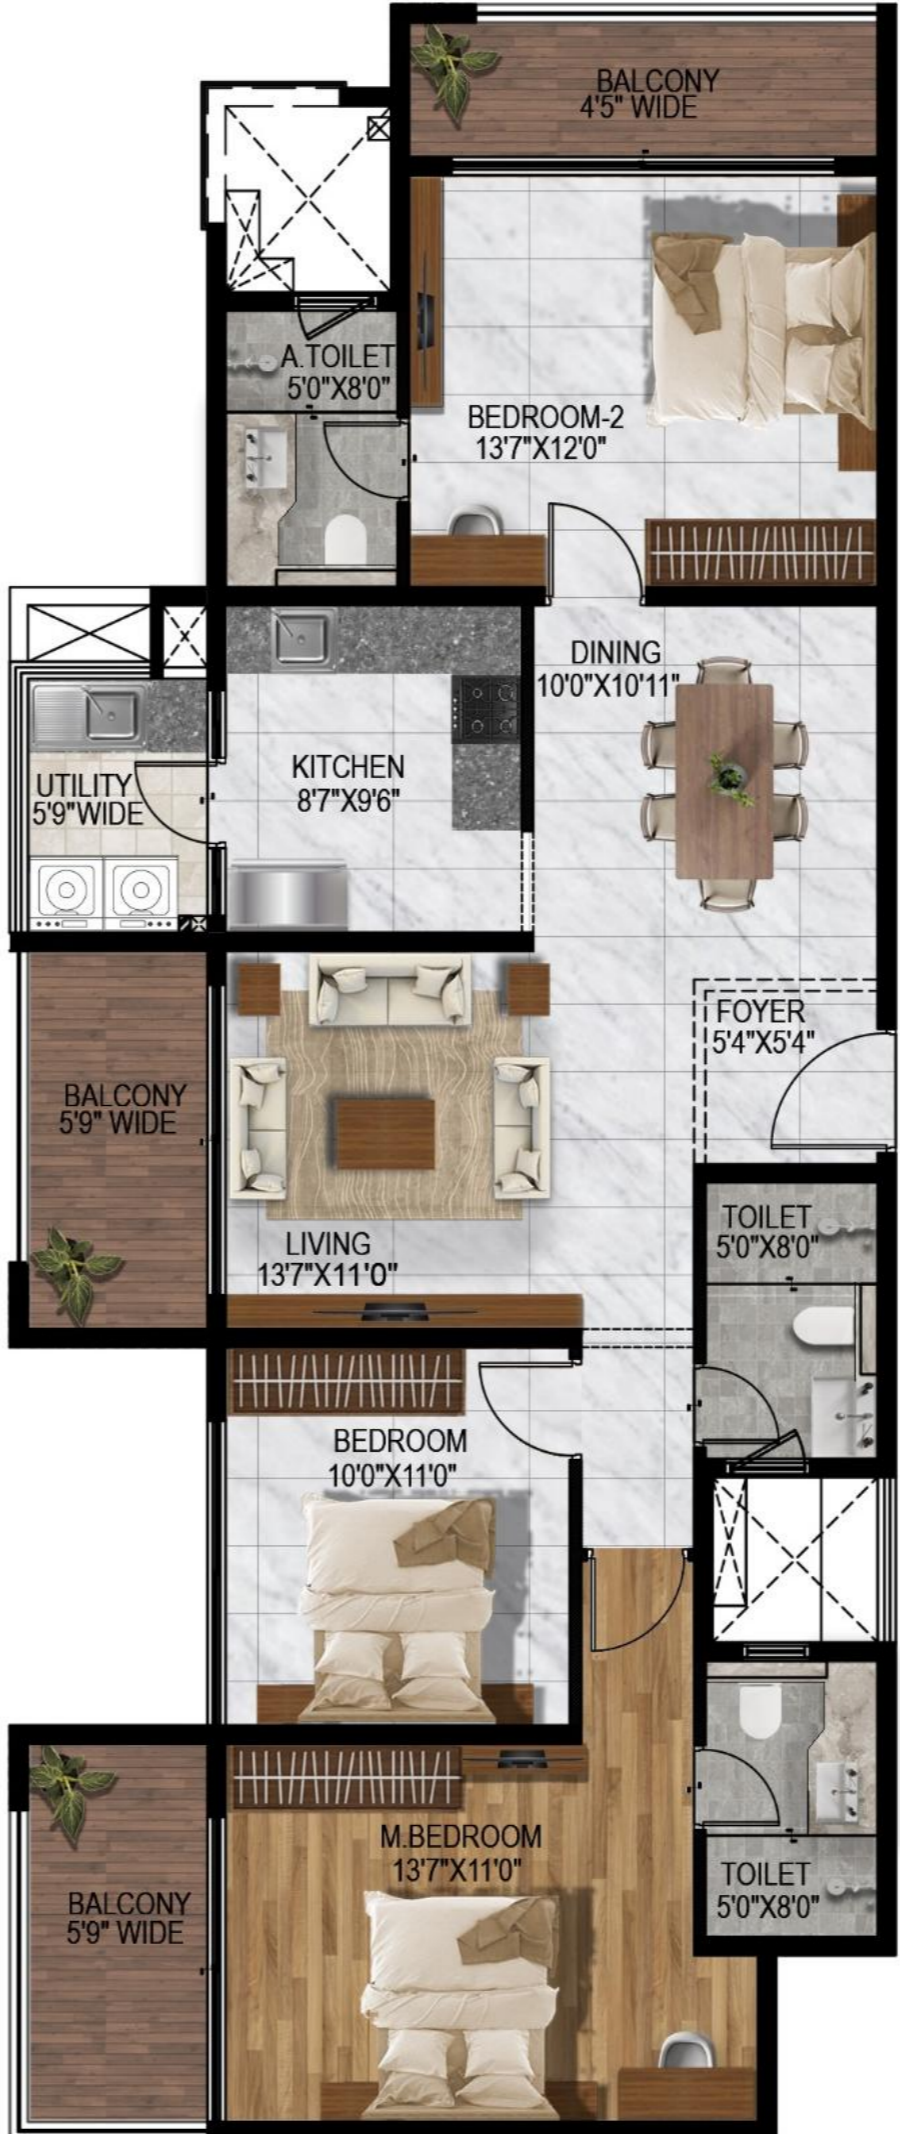 BALCONY
4'5" WIDE
A.TOILET
5'0"X8'0"
BEDROOM-2
13'7"X12'0"
DINING
10'0"X10'11"
KITCHEN
8'7"X9'6"
UTILITY
5'9"WIDE
FOYER
5'4"X5'4"
BALCONY
5'9" WIDE
TOILET
5'0"X8'0"
LIVING
13'7"X11'0"
BEDROOM
10'0"X11'0"
M.BEDROOM
13'7"X11'0"
TOILET
5'0"X8'0"
BALCONY
5'9" WIDE